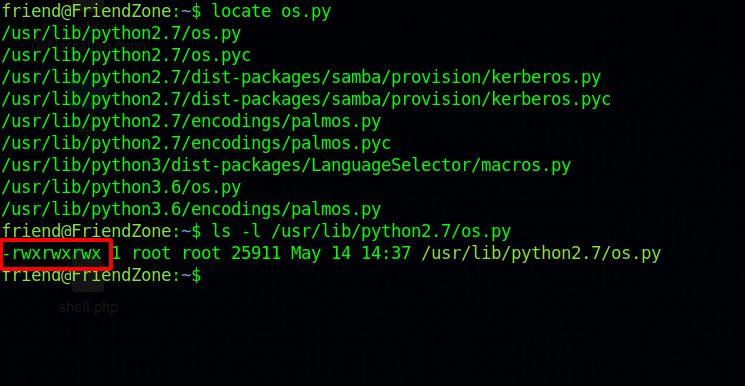 friend@FriendZone:~$ locate os.py
/usr/lib/python2.7/os.py
/usr/lib/python2.7/os.pyc
/usr/lib/python2.7/dist-packages/samba/provision/kerberos.py
/usr/lib/python2.7/dist-packages/samba/provision/kerberos.pyc
/usr/lib/python2.7/encodings/palmos.py
/usr/lib/python2.7/encodings/palmos.pyc
/usr/lib/python3/dist-packages/LanguageSelector/macros.py
/usr/lib/python3.6/os.py
/usr/lib/python3.6/encodings/palmos.py
friend@FriendZone:~$ ls -l /usr/lib/python2.7/os.py
-rwxrwxrwx 1 root root 25911 May 14 14:37 /usr/lib/python2.7/os.py
friend@FriendZone:~$
shell.php